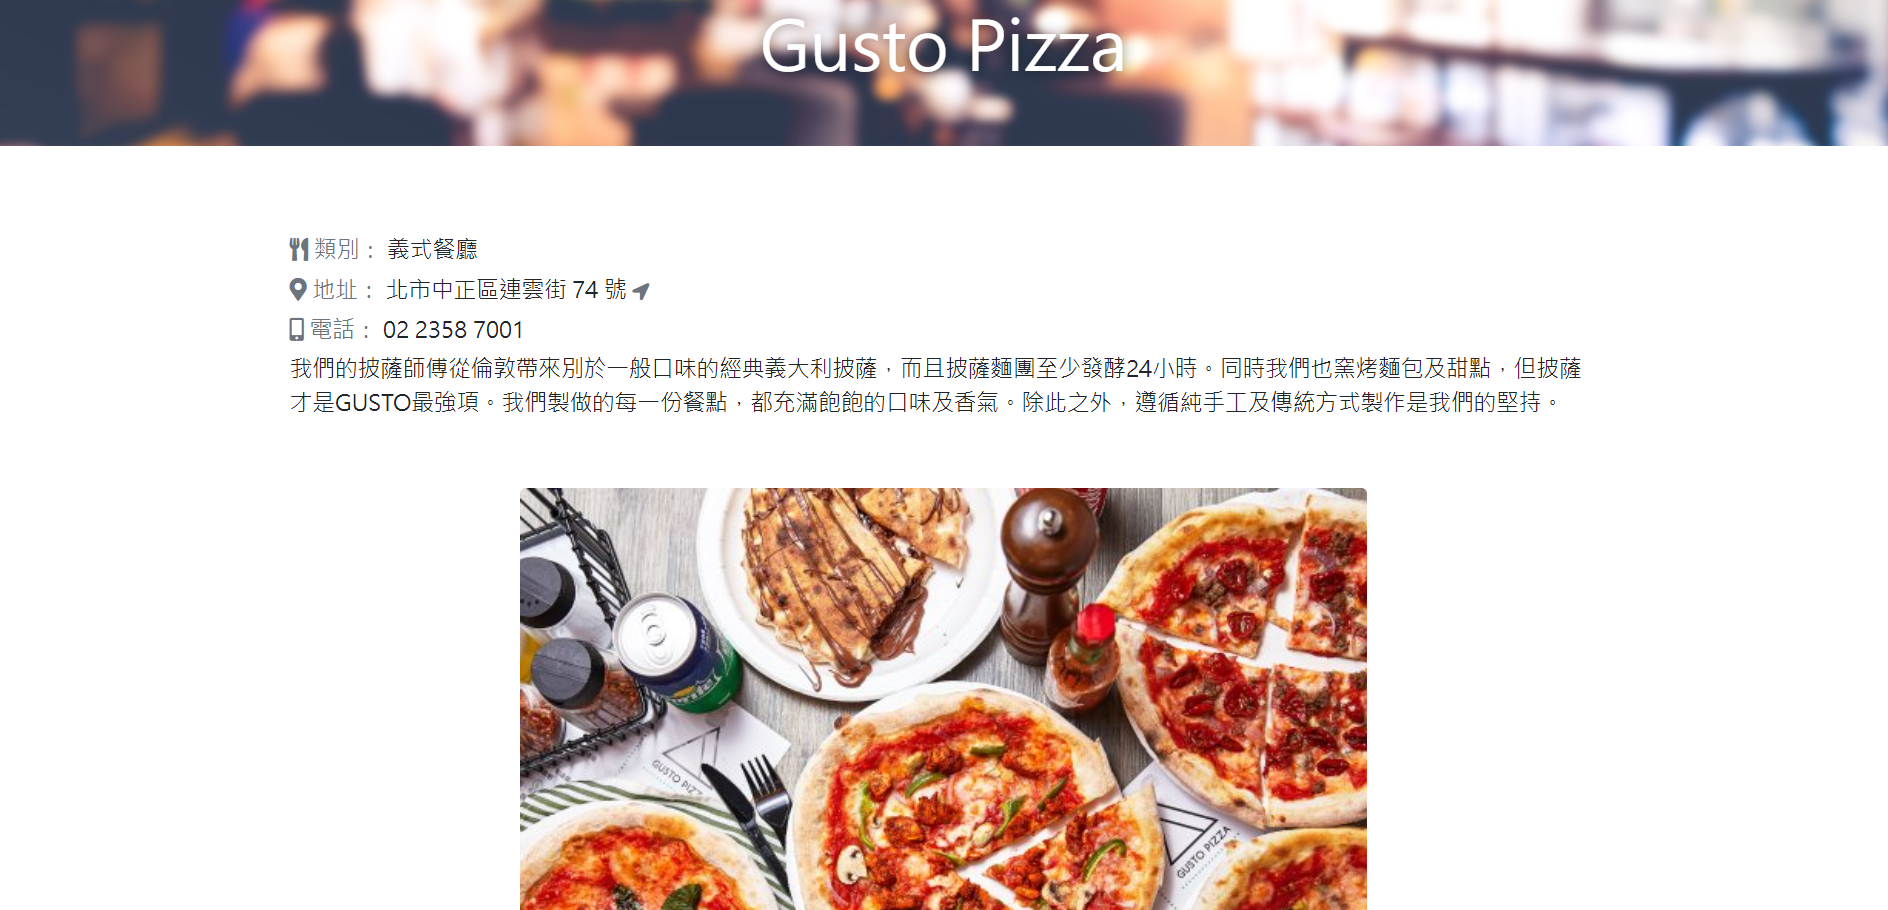 Gusto Pizza
類別： 義式餐廳
地址： 北市中正區連雲街 74 號
電話： 02 2358 7001
我們的披薩師傅從倫敦帶來別於一般口味的經典義大利披薩，而且披薩麵團至少發酵24小時。同時我們也窯烤麵包及甜點，但披薩
才是GUSTO最強項。我們製做的每一份餐點，都充滿飽飽的口味及香氣。除此之外，遵循純手工及傳統方式製作是我們的堅持。
GUSTO PIZZ
GUSTO PIZZA